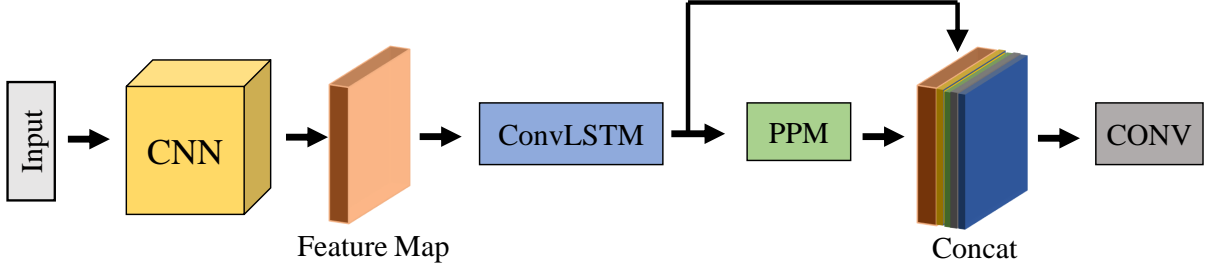 Input
CNN
Feature Map
ConvLSTM
PPM
Concat
CONV